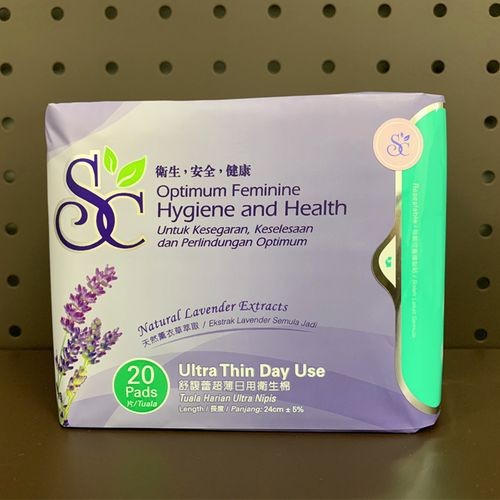 SC
衛生，安全，健康
Optimum Feminine
Hygiene and Health
Untuk Kesegaran, Keselesaan
dan Perlindungan Optimum
Natural Lavender Extracts
天然薰衣草萃取 / Ekstrak Lavender Semula Jadi
20
Pads
片/Tuala
Ultra Thin Day Use
舒馥蕾超薄日用衛生棉
Tuala Harian Ultra Nipis
Length / 長度 / Panjang: 24cm ± 5%
SC